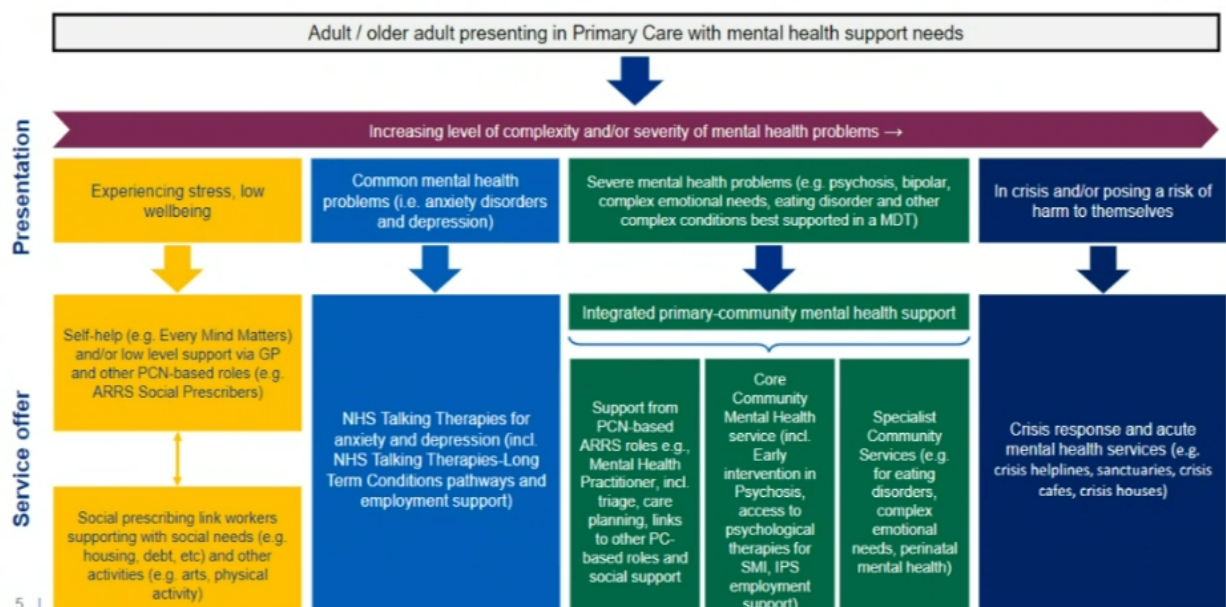 Adult / older adult presenting in Primary Care with mental health support needs
Increasing level of complexity and/or severity of mental health problems →
Presentation
Experiencing stress, low
wellbeing
Common mental health
problems (i.e. anxiety disorders
and depression)
Severe mental health problems (e.g. psychosis, bipolar,
complex emotional needs, eating disorder and other
complex conditions best supported in a MDT)
In crisis and/or posing a risk of
harm to themselves
Service offer
Self-help (e.g. Every Mind Matters)
and/or low level support via GP
and other PCN-based roles (e.g.
ARRS Social Prescribers)
Social prescribing link workers
supporting with social needs (e.g.
housing, debt, etc) and other
activities (e.g. arts, physical
activity)
NHS Talking Therapies for
anxiety and depression (incl.
NHS Talking Therapies-Long
Term Conditions pathways and
employment support)
Integrated primary-community mental health support
Support from
PCN-based
ARRS roles e.g.,
Mental Health
Practitioner, incl.
triage, care
planning, links
to other PC-
based roles and
social support
Core
Community
Mental Health
service (incl.
Early
intervention in
Psychosis,
access to
psychological
therapies for
SMI, IPS
employment
support)
Specialist
Community
Services (e.g.
for eating
disorders,
complex
emotional
needs, perinatal
mental health)
Crisis response and acute
mental health services (e.g.
crisis helplines, sanctuaries, crisis
cafes, crisis houses)
5 |